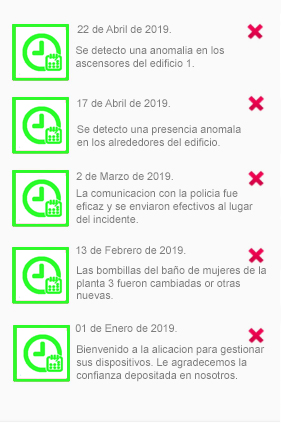 22 de Abril de 2019.
Se detecto una anomalia en los
ascensores del edificio 1.
17 de Abril de 2019.
Se detecto una presencia anomala
en los alrededores del edificio.
2 de Marzo de 2019.
La comunicacion con la policia fue
eficaz y se enviaron efectivos al lugar
del incidente.
13 de Febrero de 2019.
Las bombillas del baño de mujeres de la
planta 3 fueron cambiadas or otras
nuevas.
01 de Enero de 2019.
Bienvenido a la alicacion para gestionar
sus dispositivos. Le agradecemos la
confianza depositada en nosotros.